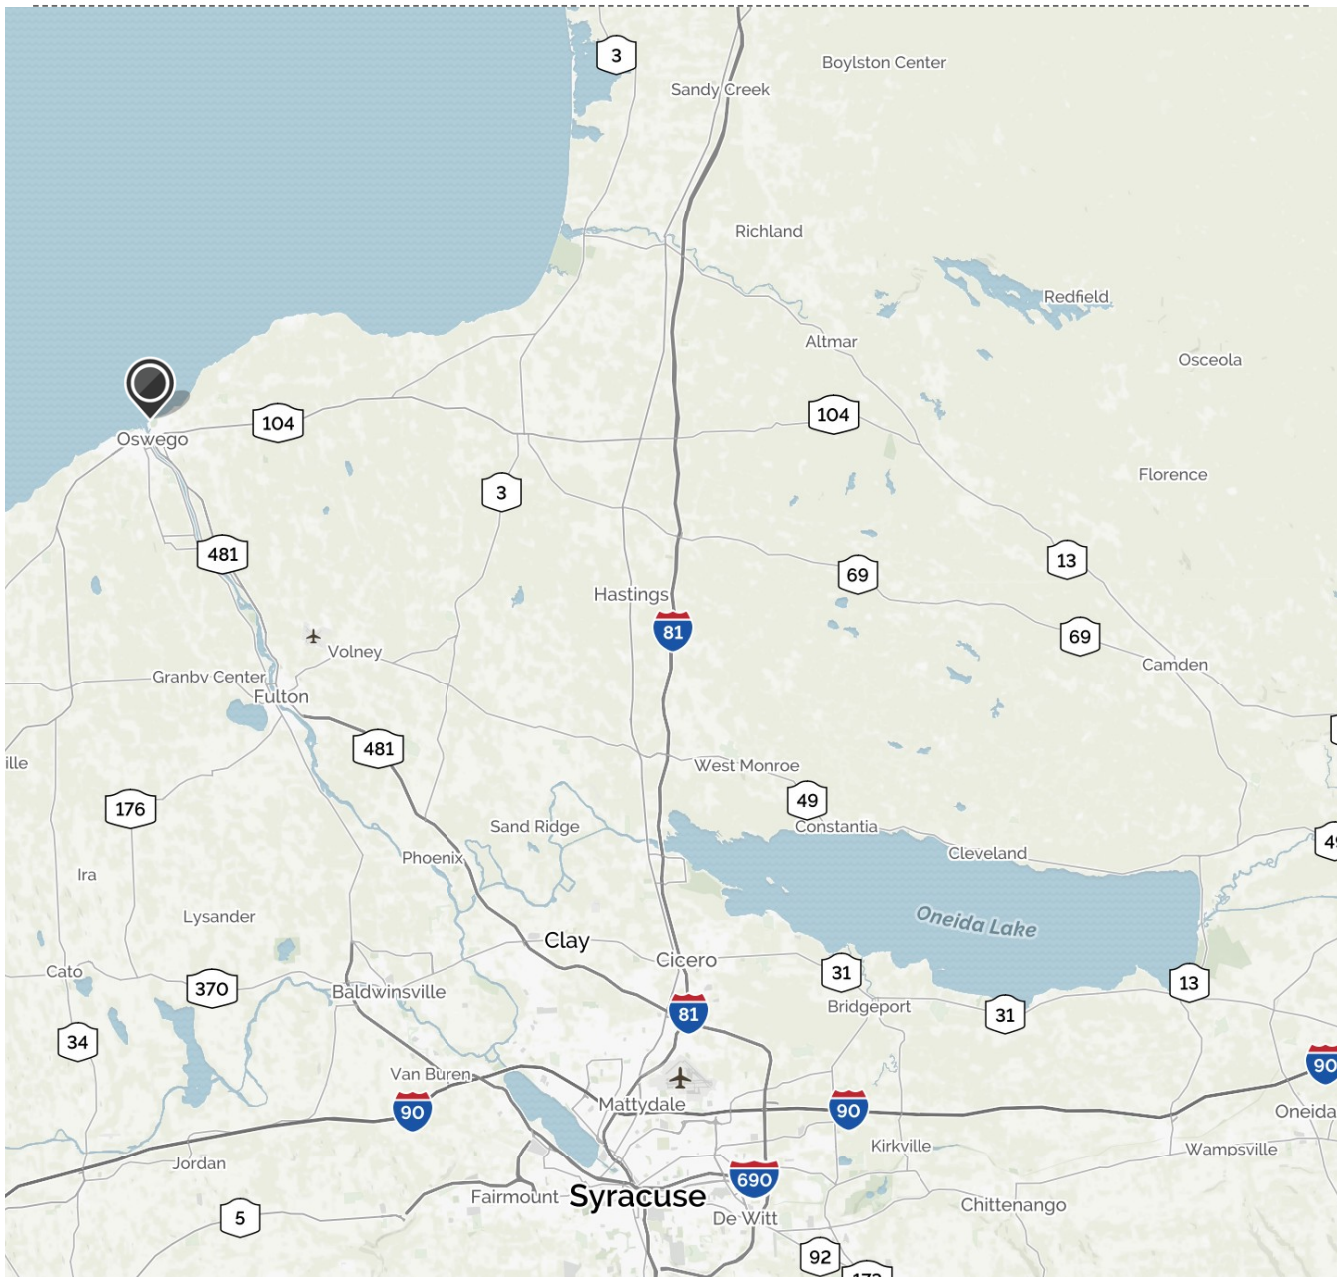 3
Boylston Center
Sandy Creek
Richland
Redfield
Altmar
Osceola
104
104
Oswego
Florence
3
481
13
69
Hastings
81
69
Volney
Camden
Granby Center
Fulton
481
ille
West Monroe
49
176
Sand Ridge
Constantia
Phoenix
Cleveland
Ira
Lysander
Oneida Lake
Clay
Cicero
Cato
31
370
Baldwinsville
13
Bridgeport
81
31
34
90
Van Buren
Mattydale
90
90
Oneida
Kirkville
Wampsville
Jordan
690
Fairmount
Syracuse
Chittenango
5
De Witt
92
173